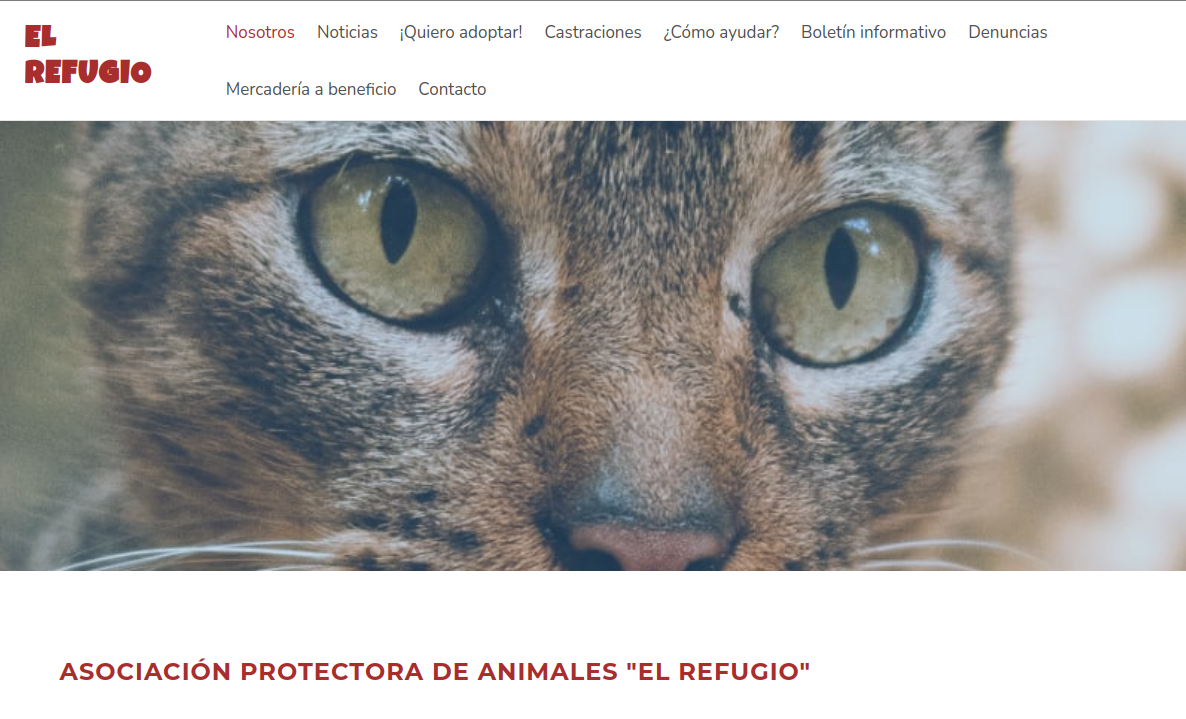 EL
REFUGIO
Nosotros Noticias ¡Quiero adoptar! Castraciones ¿Cómo ayudar? Boletín informativo Denuncias
Mercadería a beneficio Contacto
ASOCIACIÓN PROTECTORA DE ANIMALES "EL REFUGIO"